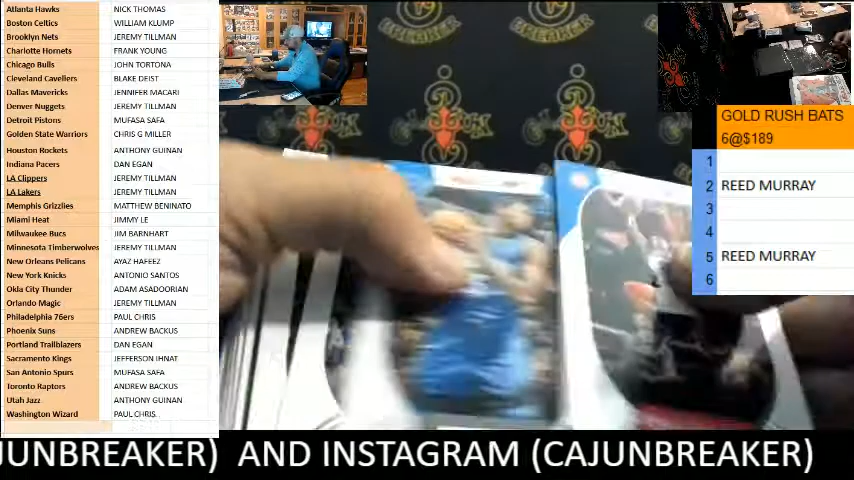 Atlanta Hawks NICK THOMAS
Boston Celtics WILLIAM KLUMP
Brooklyn Nets JEREMY TILLMAN
Charlotte Hornets FRANK YOUNG
Chicago Bulls JOHN TORTONA
Cleveland Caveliers BLAKE DEIST
Dallas Mavericks JENNIFER MACARI
Denver Nuggets JEREMY TILLMAN
Detroit Pistons MUFASA SAFA
Golden State Warriors CHRIS G MILLER
Houston Rockets ANTHONY GUINAN
Indiana Pacers DAN EGAN
LA Clippers JEREMY TILLMAN
LA Lakers JEREMY TILLMAN
Memphis Grizzlies MATTHEW BENINATO
Miami Heat JIMMY LE
Milwaukee Bucs JIM BARNHART
Minnesota Timberwolves JEREMY TILLMAN
New Orleans Pelicans AYAZ HAFEEZ
New York Knicks ANTONIO SANTOS
Okla City Thunder ADAM ASADOORIAN
Orlando Magic JEREMY TILLMAN
Philadelphia 76ers PAUL CHRIS
Phoenix Suns ANDREW BACKUS
Portland Trailblazers DAN EGAN
Sacramento Kings JEFFERSON IHNAT
San Antonio Spurs MUFASA SAFA
Toronto Raptors ANDREW BACKUS
Utah Jazz ANTHONY GUINAN
Washington Wizard PAUL CHRIS
GOLD RUSH BATS
6@$189
1
2 REED MURRAY
3
4
5 REED MURRAY
6
BREAKER
BREAKER
JUNBREAKER) AND INSTAGRAM (CAJUNBREAKER)